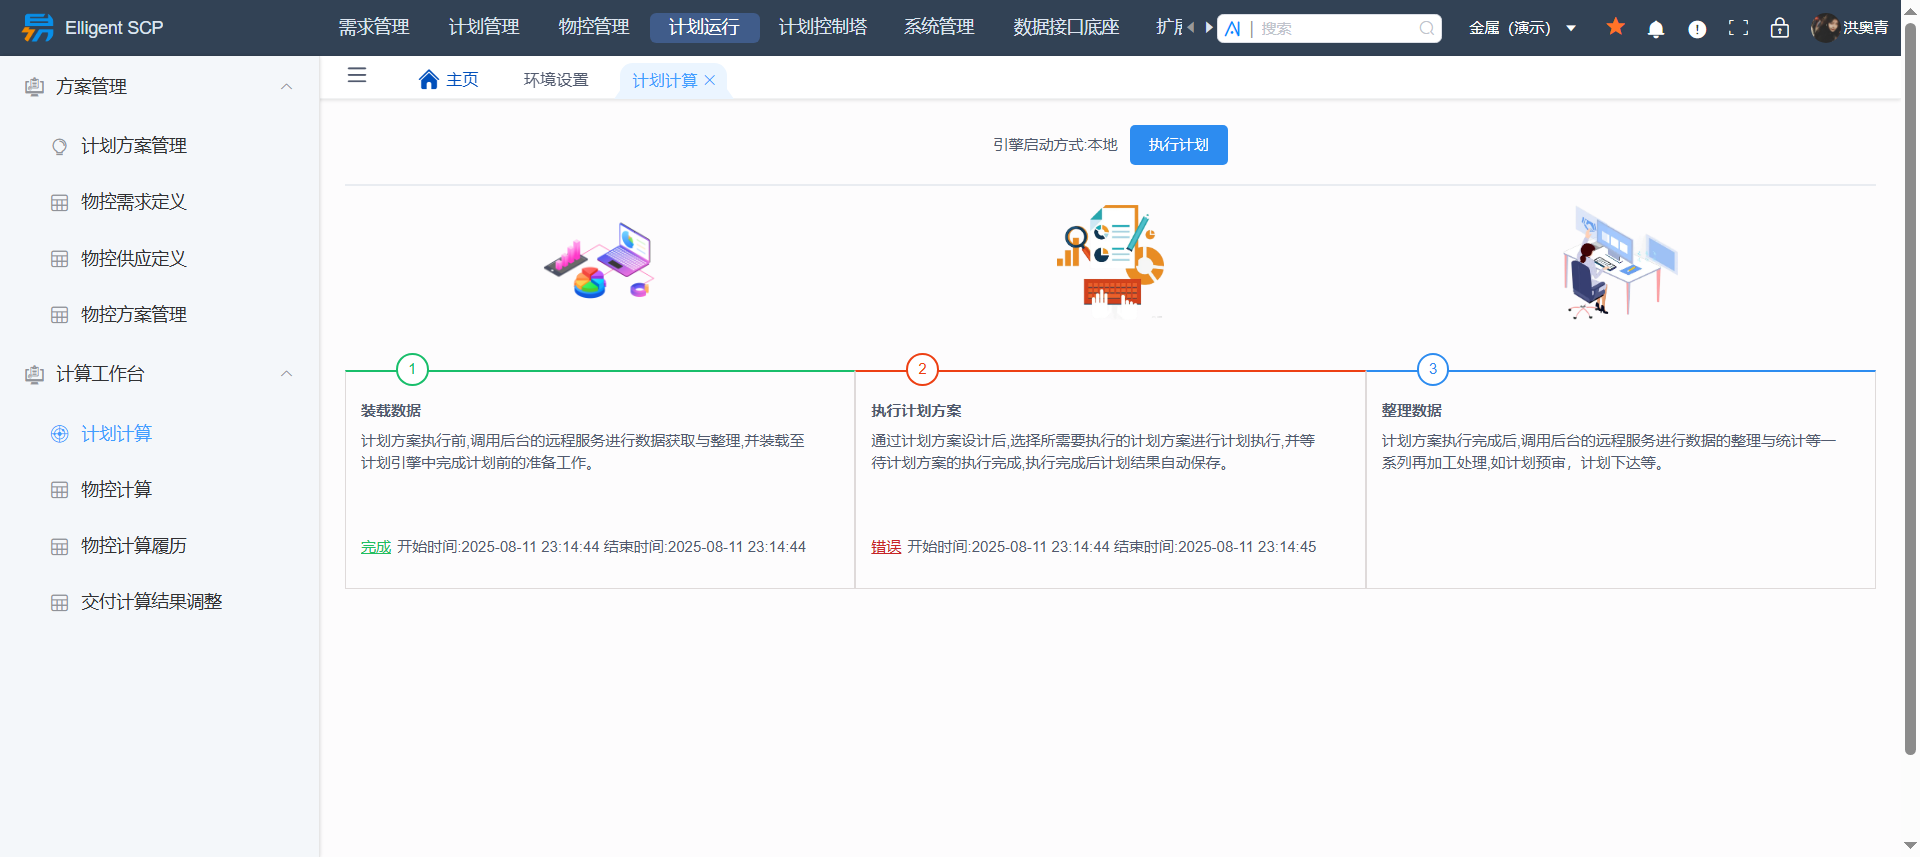 Elligent SCP
需求管理
计划管理
物控管理
计划运行
计划控制塔
系统管理
数据接口底座
AI | 搜索
金属（演示）
洪奥青
方案管理
计划方案管理
物控需求定义
物控供应定义
物控方案管理
计算工作台
计划计算
物控计算
物控计算履历
交付计算结果调整
主页
环境设置
计划计算
引擎启动方式:本地
执行计划
1
装载数据
计划方案执行前,调用后台的远程服务进行数据获取与整理,并装载至
计划引擎中完成计划前的准备工作。
完成 开始时间:2025-08-11 23:14:44 结束时间:2025-08-11 23:14:44
2
执行计划方案
通过计划方案设计后,选择所需要执行的计划方案进行计划执行,并等
待计划方案的执行完成,执行完成后计划结果自动保存。
错误 开始时间:2025-08-11 23:14:44 结束时间:2025-08-11 23:14:45
3
整理数据
计划方案执行完成后,调用后台的远程服务进行数据的整理与统计等一
系列再加工处理,如计划预审，计划下达等。